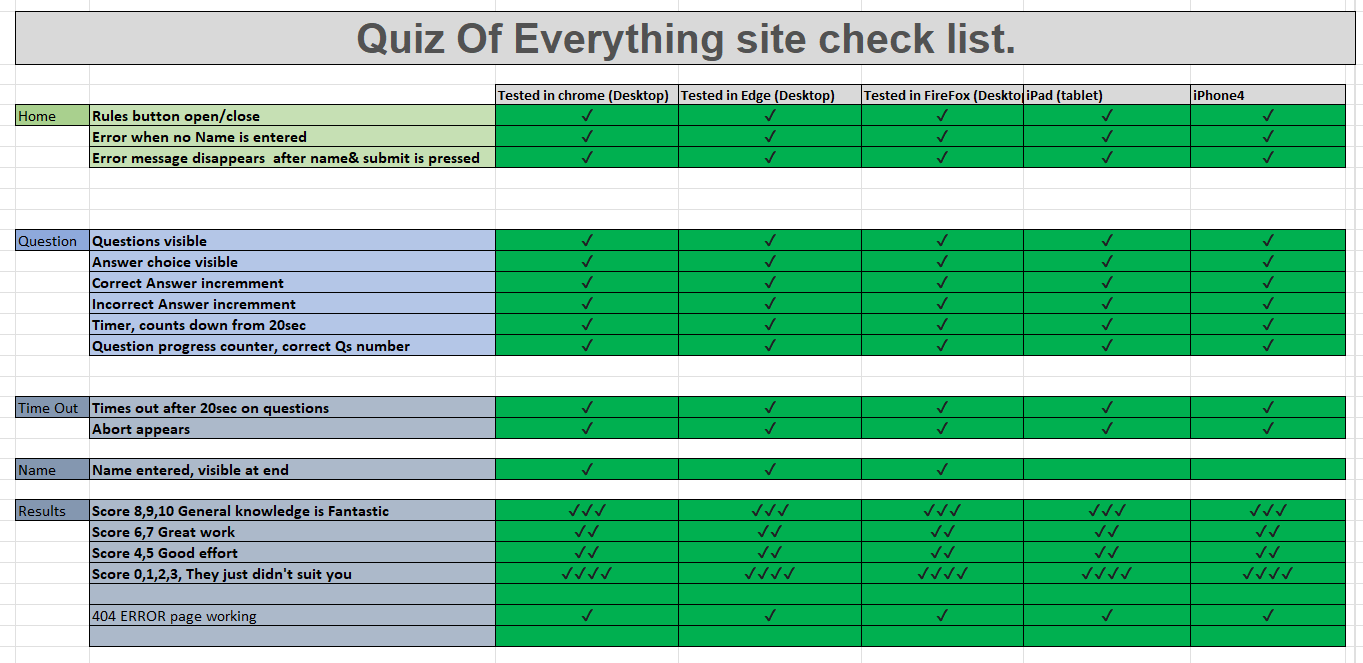 Quiz Of Everything site check list.
Tested in chrome (Desktop) Tested in Edge (Desktop) Tested in FireFox (Deskto iPad (tablet) iPhone4
Home Rules button open/close ✓ ✓ ✓ ✓ ✓
Error when no Name is entered ✓ ✓ ✓ ✓ ✓
Error message disappears after name& submit is pressed ✓ ✓ ✓ ✓ ✓
Question Questions visible ✓ ✓ ✓ ✓ ✓
Answer choice visible ✓ ✓ ✓ ✓ ✓
Correct Answer incremment ✓ ✓ ✓ ✓ ✓
Incorrect Answer incremment ✓ ✓ ✓ ✓ ✓
Timer, counts down from 20sec ✓ ✓ ✓ ✓ ✓
Question progress counter, correct Qs number ✓ ✓ ✓ ✓ ✓
Time Out Times out after 20sec on questions ✓ ✓ ✓ ✓ ✓
Abort appears ✓ ✓ ✓ ✓ ✓
Name Name entered, visible at end ✓ ✓ ✓
Results Score 8,9,10 General knowledge is Fantastic ✓✓✓ ✓✓✓ ✓✓✓ ✓✓✓ ✓✓✓
Score 6,7 Great work ✓✓ ✓✓ ✓✓ ✓✓ ✓✓
Score 4,5 Good effort ✓✓ ✓✓ ✓✓ ✓✓ ✓✓
Score 0,1,2,3, They just didn't suit you ✓✓✓✓ ✓✓✓✓ ✓✓✓✓ ✓✓✓✓ ✓✓✓✓
404 ERROR page working ✓ ✓ ✓ ✓ ✓